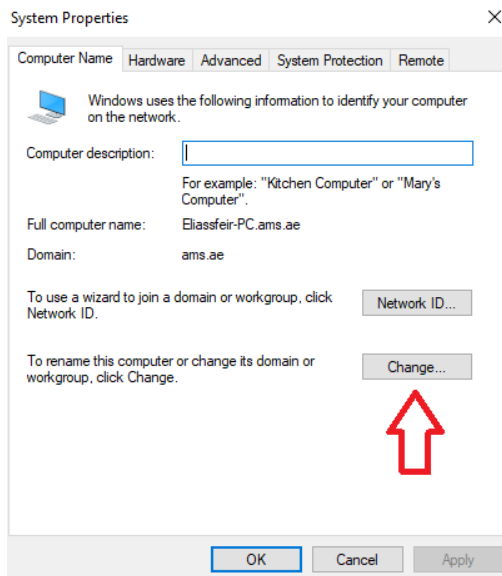 System Properties
Computer Name Hardware Advanced System Protection Remote
Windows uses the following information to identify your computer
on the network.
Computer description:
For example: "Kitchen Computer" or "Mary's
Computer".
Full computer name: Eliassfeir-PC.ams.ae
Domain: ams.ae
To use a wizard to join a domain or workgroup, click
Network ID.
Network ID...
To rename this computer or change its domain or
workgroup, click Change.
Change...
OK Cancel Apply